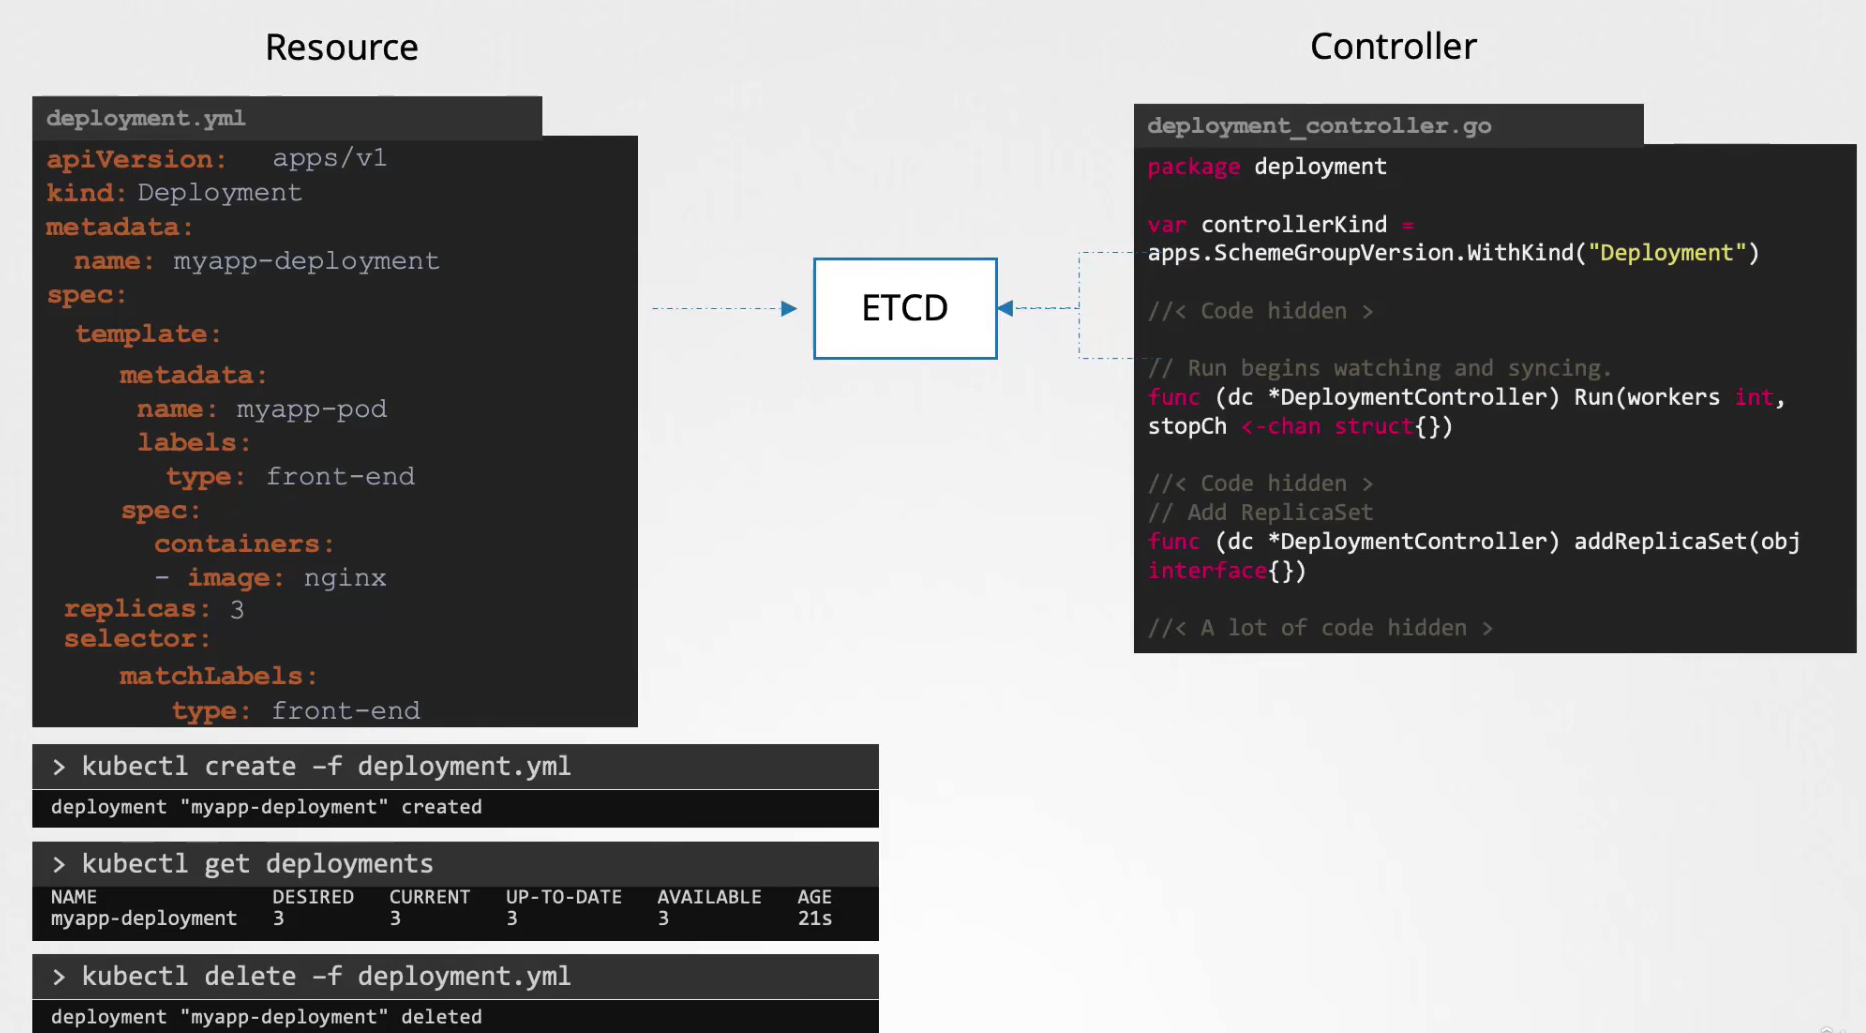 Resource
deployment.yml
apiVersion: apps/v1
kind: Deployment
metadata:
name: myapp-deployment
spec:
template:
metadata:
name: myapp-pod
labels:
type: front-end
spec:
containers:
- image: nginx
replicas: 3
selector:
matchLabels:
type: front-end
> kubectl create –f deployment.yml
deployment "myapp-deployment" created
> kubectl get deployments
NAME DESIRED CURRENT UP-TO-DATE AVAILABLE AGE
myapp-deployment 3 3 3 3 21s
> kubectl delete –f deployment.yml
deployment "myapp-deployment" deleted
ETCD
Controller
deployment_controller.go
package deployment
var controllerKind =
apps.SchemeGroupVersion.WithKind("Deployment")
//< Code hidden >
// Run begins watching and syncing.
func (dc *DeploymentController) Run(workers int,
stopCh <-chan struct{})
//< Code hidden >
// Add ReplicaSet
func (dc *DeploymentController) addReplicaSet(obj
interface{})
//< A lot of code hidden >